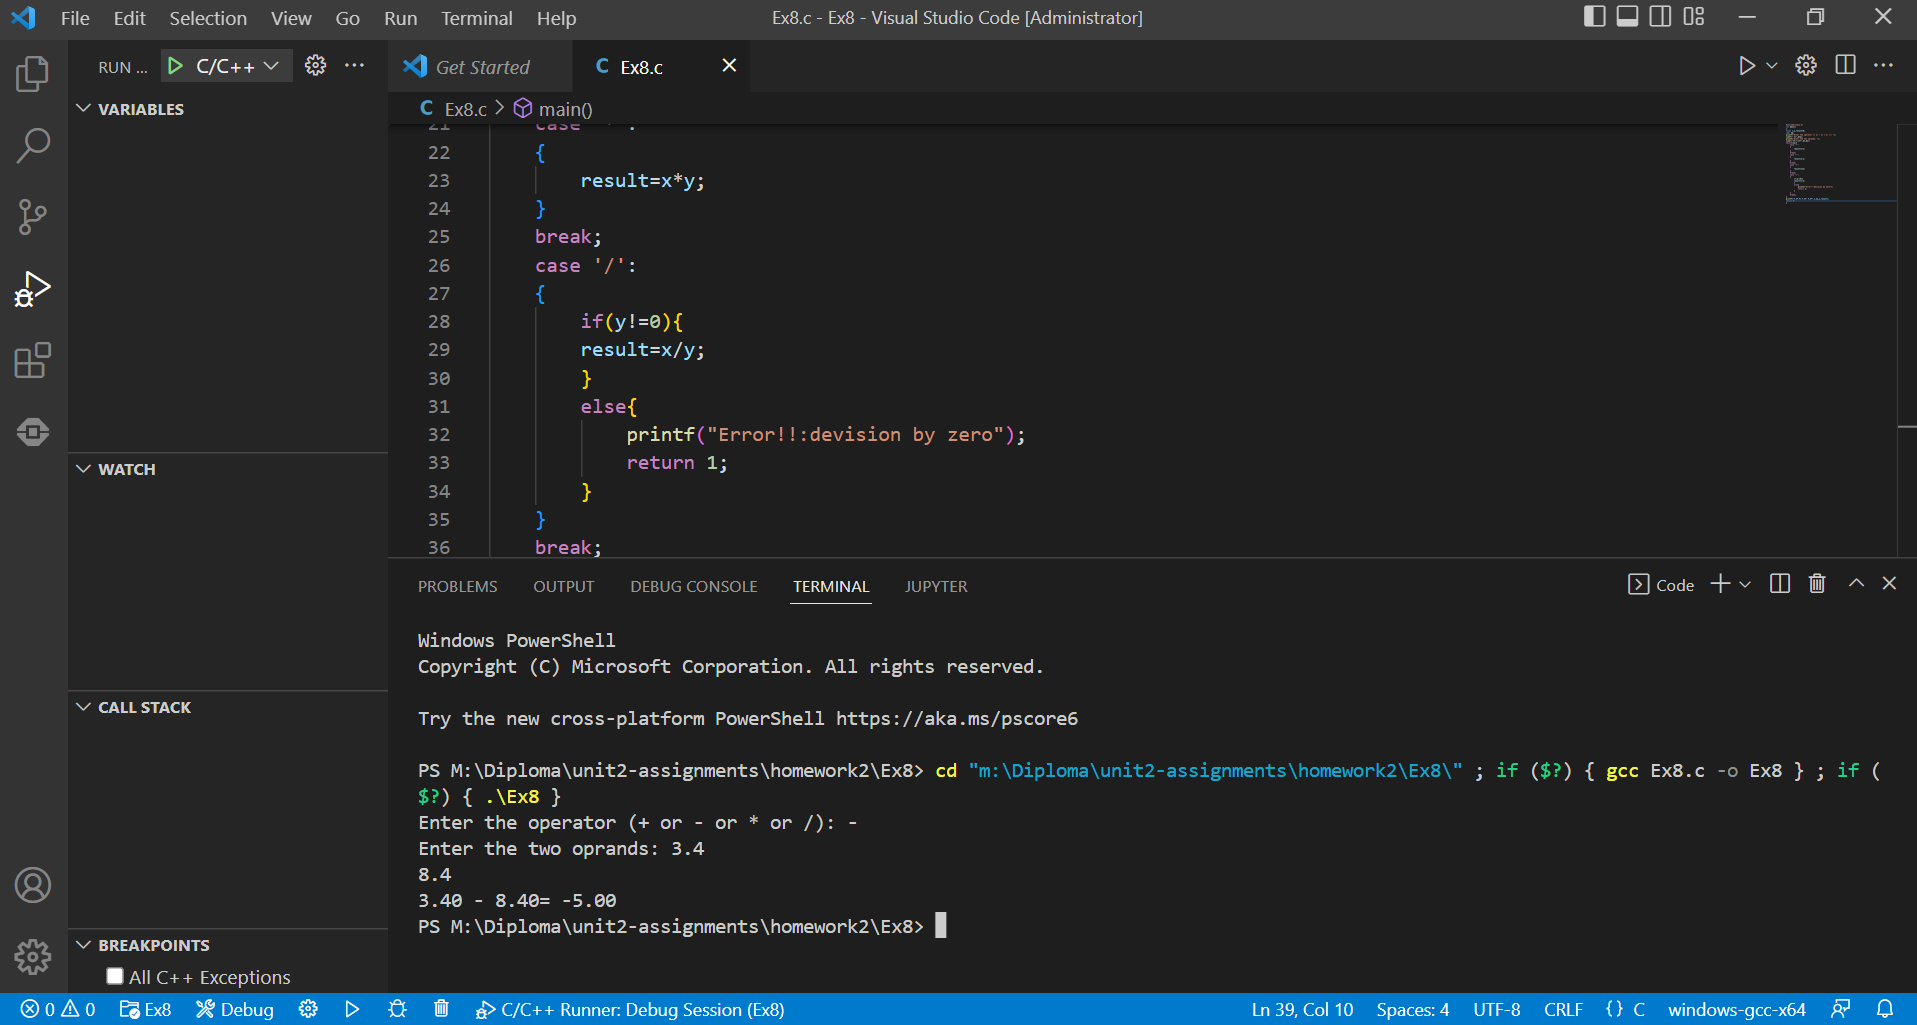 File Edit Selection View Go Run Terminal Help
Ex8.c - Ex8 - Visual Studio Code [Administrator]
RUN ... C/C++
Get Started
C Ex8.c
C Ex8.c > main()
VARIABLES
WATCH
CALL STACK
BREAKPOINTS
All C++ Exceptions
21 case :
22 {
23 result=x*y;
24 }
25 break;
26 case '/':
27 {
28 if(y!=0){
29 result=x/y;
30 }
31 else{
32 printf("Error!!:devision by zero");
33 return 1;
34 }
35 }
36 break;
PROBLEMS OUTPUT DEBUG CONSOLE TERMINAL JUPYTER
Code
Windows PowerShell
Copyright (C) Microsoft Corporation. All rights reserved.
Try the new cross-platform PowerShell https://aka.ms/pscore6
PS M:\Diploma\unit2-assignments\homework2\Ex8> cd "m:\Diploma\unit2-assignments\homework2\Ex8\" ; if ($?) { gcc Ex8.c -o Ex8 } ; if (
$?) { .\Ex8 }
Enter the operator (+ or - or * or /): -
Enter the two oprands: 3.4
8.4
3.40 - 8.40= -5.00
PS M:\Diploma\unit2-assignments\homework2\Ex8>
0 0 Ex8 Debug C/C++ Runner: Debug Session (Ex8)
Ln 39, Col 10 Spaces: 4 UTF-8 CRLF {} C windows-gcc-x64